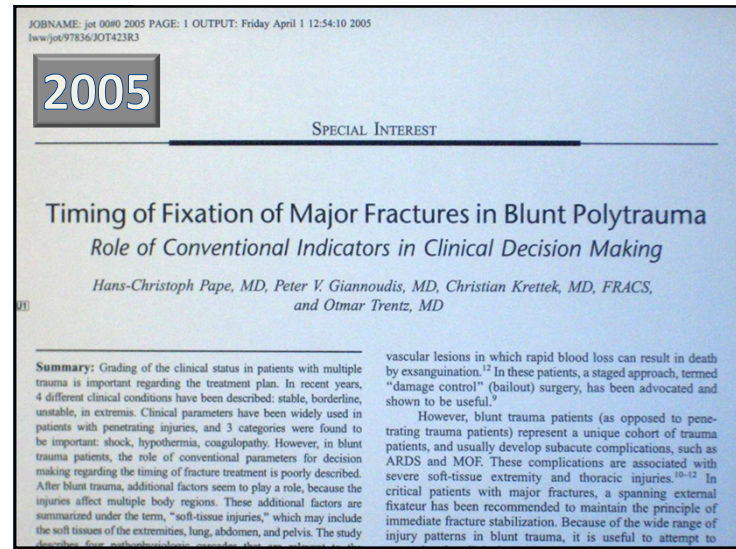 JOBNAME: jot 00#0 2005 PAGE: 1 OUTPUT: Friday April 1 12:54:10 2005
lww/jot/97836/JOT423R3
2005
SPECIAL INTEREST
Timing of Fixation of Major Fractures in Blunt Polytrauma
Role of Conventional Indicators in Clinical Decision Making
Hans-Christoph Pape, MD, Peter V. Giannoudis, MD, Christian Krettek, MD, FRACS,
and Otmar Trentz, MD
Summary: Grading of the clinical status in patients with multiple
trauma is important regarding the treatment plan. In recent years,
4 different clinical conditions have been described: stable, borderline,
unstable, in extremis. Clinical parameters have been widely used in
patients with penetrating injuries, and 3 categories were found to
be important: shock, hypothermia, coagulopathy. However, in blunt
trauma patients, the role of conventional parameters for decision
making regarding the timing of fracture treatment is poorly described.
After blunt trauma, additional factors seem to play a role, because the
injuries affect multiple body regions. These additional factors are
summarized under the term, “soft-tissue injuries,” which may include
the soft tissues of the extremities, lung, abdomen, and pelvis. The study
describes four pathophysiologic cascades that are relevant to the
vascular lesions in which rapid blood loss can result in death
by exsanguination.12 In these patients, a staged approach, termed
“damage control” (bailout) surgery, has been advocated and
shown to be useful.9
However, blunt trauma patients (as opposed to pene-
trating trauma patients) represent a unique cohort of trauma
patients, and usually develop subacute complications, such as
ARDS and MOF. These complications are associated with
severe soft-tissue extremity and thoracic injuries.10–12 In
critical patients with major fractures, a spanning external
fixateur has been recommended to maintain the principle of
immediate fracture stabilization. Because of the wide range of
injury patterns in blunt trauma, it is useful to attempt to